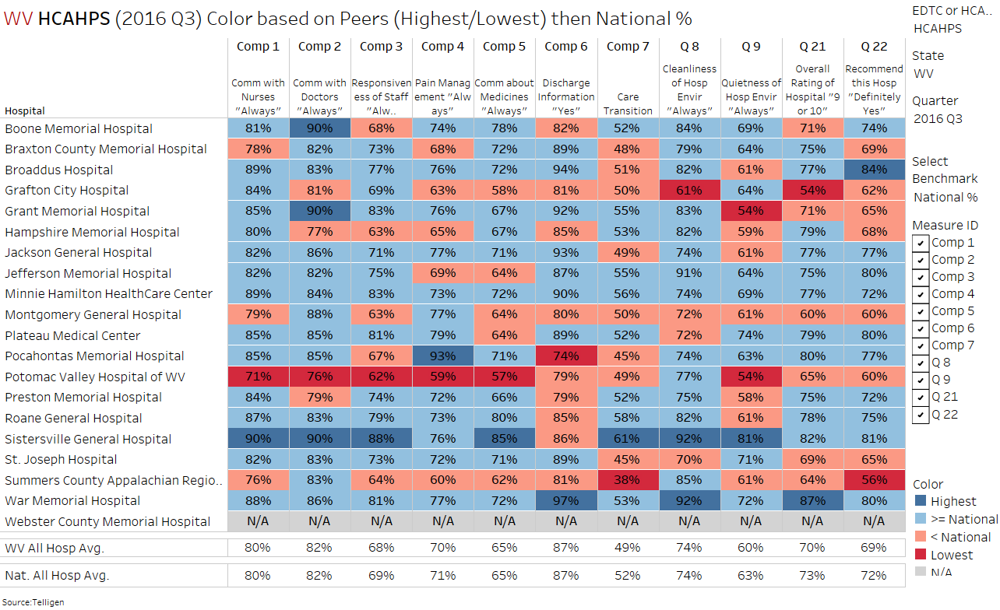 WV HCAHPS (2016 Q3) Color based on Peers (Highest/Lowest) then National %
Comp 1 Comp 2 Comp 3 Comp 4 Comp 5 Comp 6 Comp 7 Q 8 Q 9 Q 21 Q 22
Hospital
Comm with
Nurses
"Always"
Comm with
Doctors
"Always"
Responsiven
ess of Staff
"Alw..
Pain Manag
ement "Alw
ays"
Comm about
Medicines
"Always"
Discharge
Information
"Yes"
Care
Transition
Cleanliness
of Hosp
Envir
"Always"
Quietness of
Hosp Envir
"Always"
Overall
Rating of
Hospital "9
or 10"
Recommend
this Hosp
"Definitely
Yes"
Boone Memorial Hospital 81% 90% 68% 74% 78% 82% 52% 84% 69% 71% 74%
Braxton County Memorial Hospital 78% 82% 73% 68% 72% 89% 48% 79% 64% 75% 69%
Broaddus Hospital 89% 83% 77% 76% 72% 94% 51% 82% 61% 77% 84%
Grafton City Hospital 84% 81% 69% 63% 58% 81% 50% 61% 64% 54% 62%
Grant Memorial Hospital 85% 90% 83% 76% 67% 92% 55% 83% 54% 71% 65%
Hampshire Memorial Hospital 80% 77% 63% 65% 67% 85% 53% 82% 59% 79% 68%
Jackson General Hospital 82% 86% 71% 77% 71% 93% 49% 74% 61% 77% 77%
Jefferson Memorial Hospital 82% 82% 75% 69% 64% 87% 55% 91% 64% 75% 80%
Minnie Hamilton HealthCare Center 89% 84% 83% 73% 72% 90% 56% 74% 69% 77% 72%
Montgomery General Hospital 79% 88% 63% 77% 64% 80% 50% 72% 61% 60% 60%
Plateau Medical Center 85% 85% 81% 79% 64% 89% 52% 72% 74% 79% 80%
Pocahontas Memorial Hospital 85% 85% 67% 93% 71% 74% 45% 74% 63% 80% 77%
Potomac Valley Hospital of WV 71% 76% 62% 59% 57% 79% 49% 77% 54% 65% 60%
Preston Memorial Hospital 84% 79% 74% 72% 66% 79% 52% 75% 58% 75% 72%
Roane General Hospital 87% 83% 79% 73% 80% 85% 58% 82% 61% 78% 75%
Sistersville General Hospital 90% 90% 88% 76% 85% 86% 61% 92% 81% 82% 81%
St. Joseph Hospital 82% 83% 73% 72% 71% 89% 45% 70% 71% 69% 65%
Summers County Appalachian Regio.. 76% 83% 64% 60% 62% 81% 38% 85% 61% 64% 56%
War Memorial Hospital 88% 86% 81% 77% 72% 97% 53% 92% 72% 87% 80%
Webster County Memorial Hospital N/A N/A N/A N/A N/A N/A N/A N/A N/A N/A N/A
WV All Hosp Avg. 80% 82% 68% 70% 65% 87% 49% 74% 60% 70% 69%
Nat. All Hosp Avg. 80% 82% 69% 71% 65% 87% 52% 74% 63% 73% 72%
Source:Telligen
EDTC or HCA..
HCAHPS
State
WV
Quarter
2016 Q3
Select
Benchmark
National %
Measure ID
Comp 1
Comp 2
Comp 3
Comp 4
Comp 5
Comp 6
Comp 7
Q 8
Q 9
Q 21
Q 22
Color
Highest
>= National
< National
Lowest
N/A